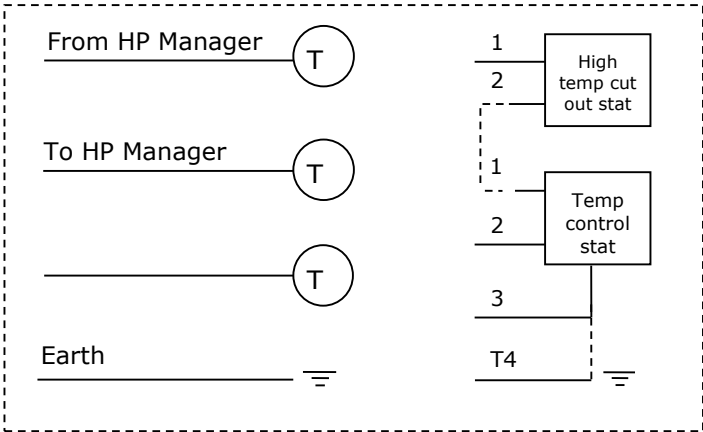 From HP Manager
T
1
High
temp cut
out stat
2
To HP Manager
T
1
Temp
control
stat
2
T
3
Earth
T4